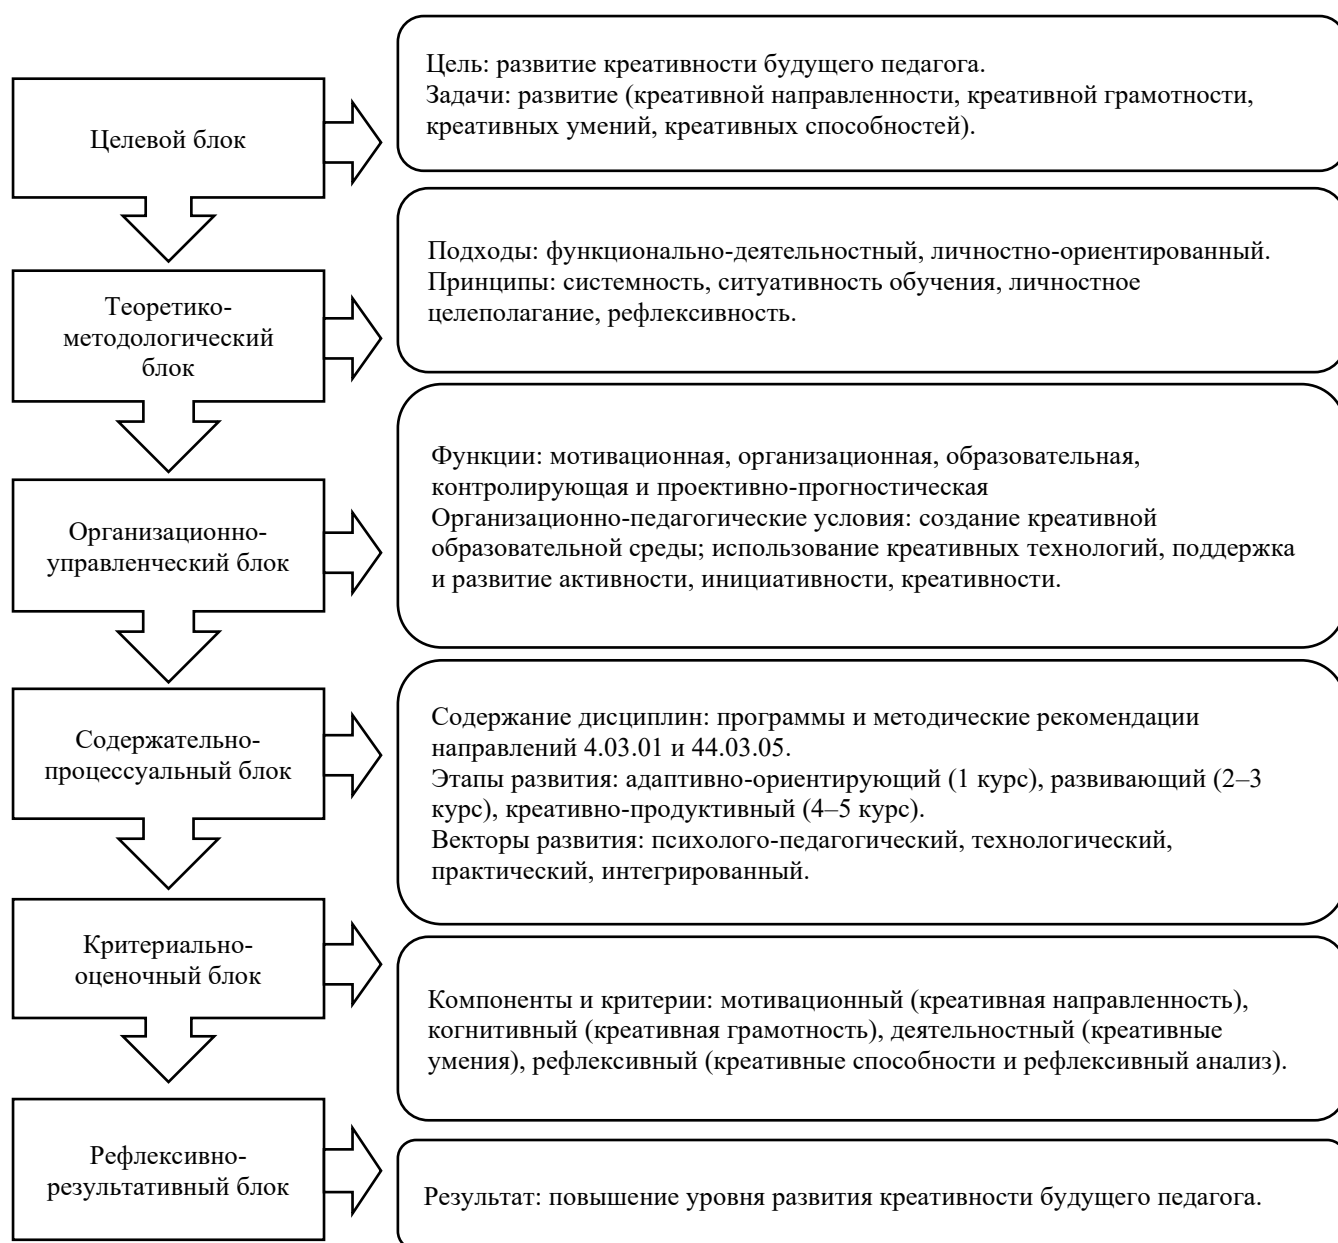 Целевой блок
Цель: развитие креативности будущего педагога.
Задачи: развитие (креативной направленности, креативной грамотности,
креативных умений, креативных способностей).
Теоретико-
методологический
блок
Подходы: функционально-деятельностный, личностно-ориентированный.
Принципы: системность, ситуативность обучения, личностное
целеполагание, рефлексивность.
Организационно-
управленческий блок
Функции: мотивационная, организационная, образовательная,
контролирующая и проективно-прогностическая
Организационно-педагогические условия: создание креативной
образовательной среды; использование креативных технологий, поддержка
и развитие активности, инициативности, креативности.
Содержательно-
процессуальный блок
Содержание дисциплин: программы и методические рекомендации
направлений 4.03.01 и 44.03.05.
Этапы развития: адаптивно-ориентирующий (1 курс), развивающий (2–3
курс), креативно-продуктивный (4–5 курс).
Векторы развития: психолого-педагогический, технологический,
практический, интегрированный.
Критериально-
оценочный блок
Компоненты и критерии: мотивационный (креативная направленность),
когнитивный (креативная грамотность), деятельностный (креативные
умения), рефлексивный (креативные способности и рефлексивный анализ).
Рефлексивно-
результативный блок
Результат: повышение уровня развития креативности будущего педагога.